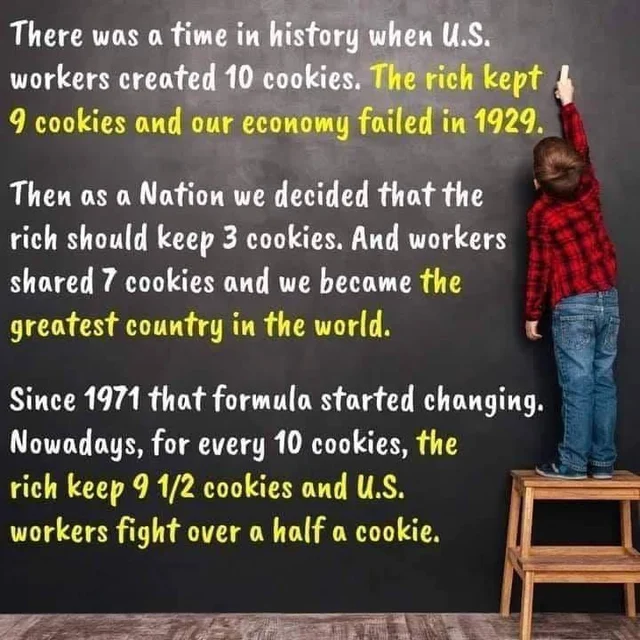 There was a time in history when U.S.
workers created 10 cookies. The rich kept
9 cookies and our economy failed in 1929.
Then as a Nation we decided that the
rich should keep 3 cookies. And workers
shared 7 cookies and we became the
greatest country in the world.
Since 1971 that formula started changing.
Nowadays, for every 10 cookies, the
rich keep 9 1/2 cookies and U.S.
workers fight over a half a cookie.